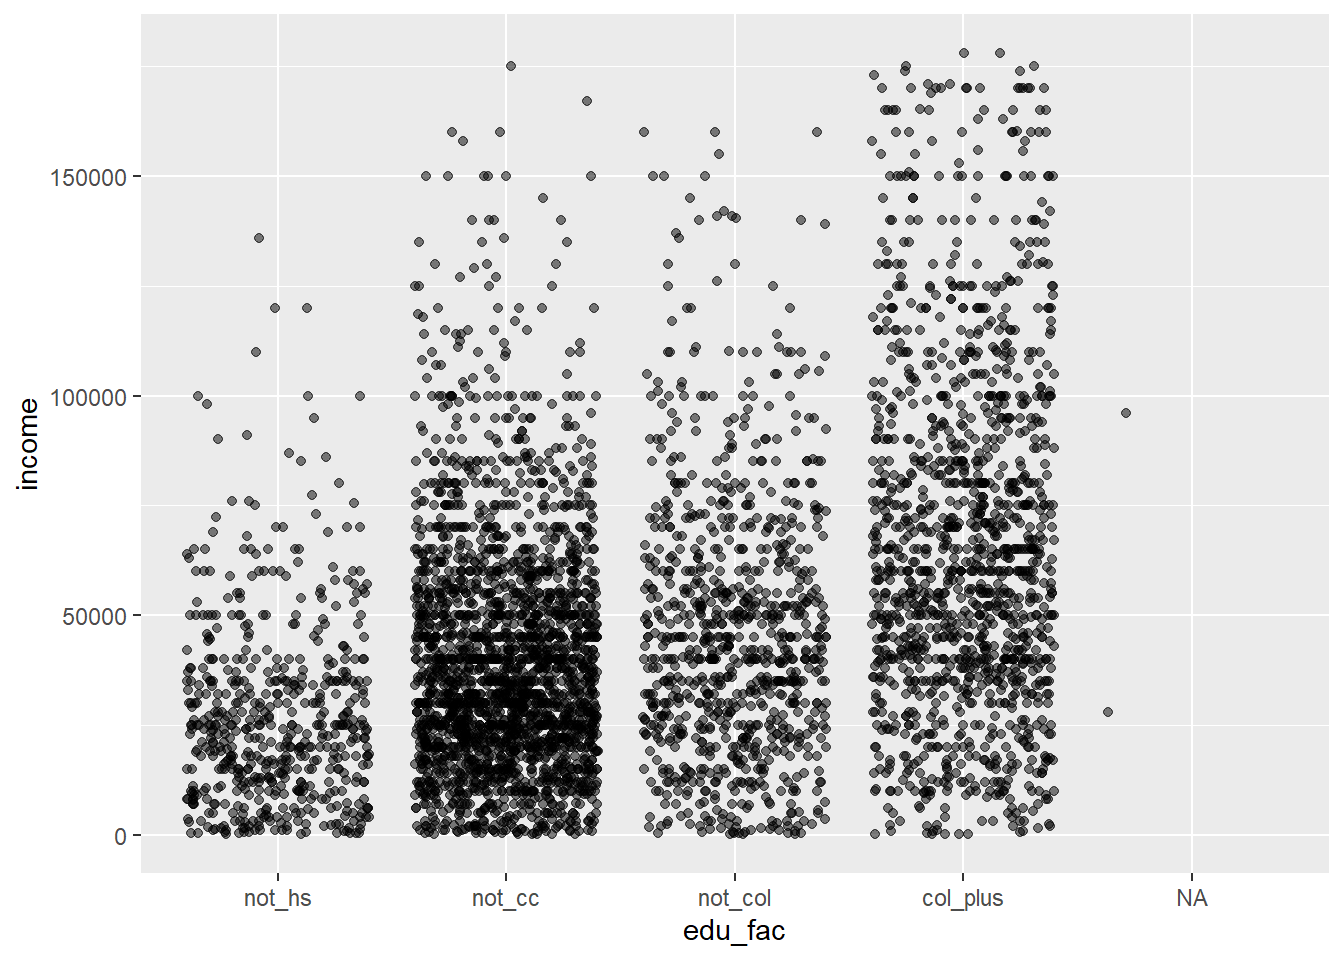 150000
100000
50000
0
income
not_hs
not_cc
not_col
col_plus
NA
edu_fac